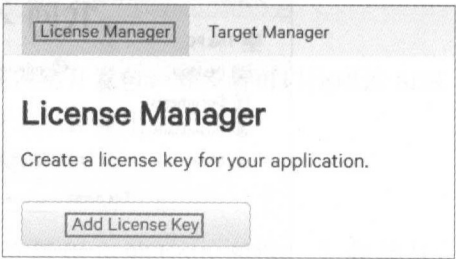 License Manager Target Manager
License Manager
Create a license key for your application.
Add License Key